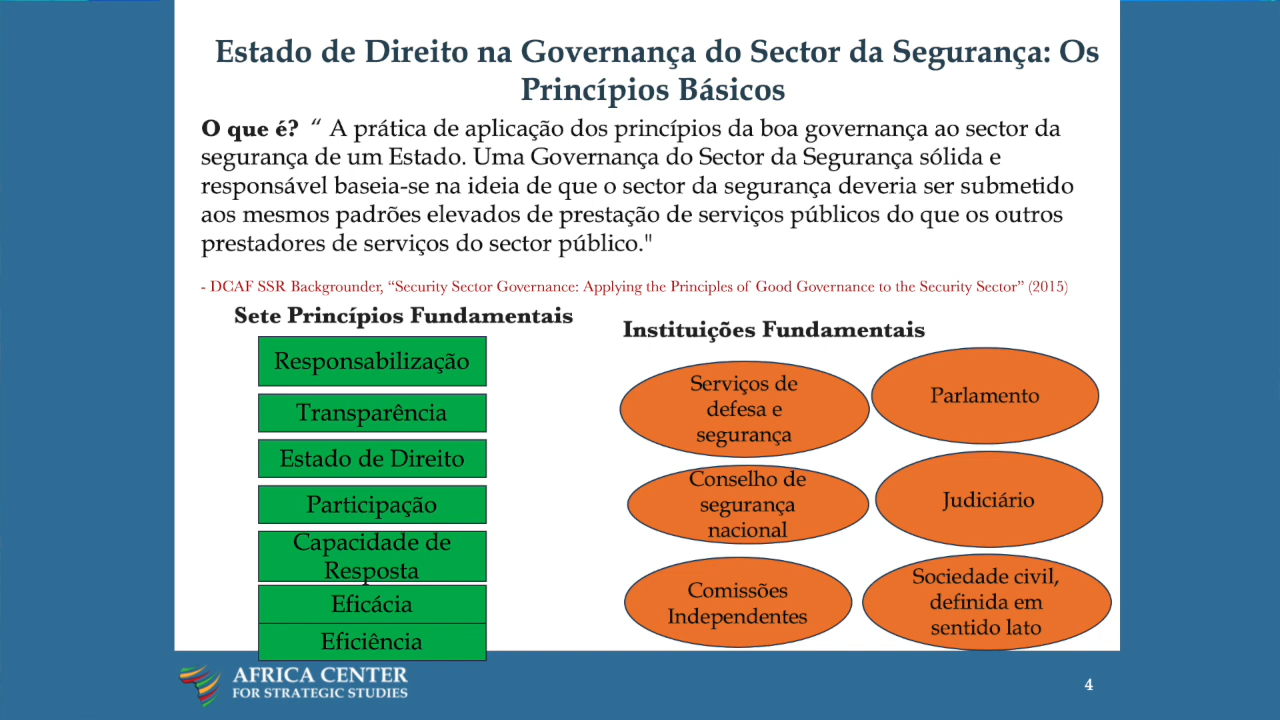 Estado de Direito na Governança do Sector da Segurança: Os
Princípios Básicos
O que é? “ A prática de aplicação dos princípios da boa governança ao sector da
segurança de um Estado. Uma Governança do Sector da Segurança sólida e
responsável baseia-se na ideia de que o sector da segurança deveria ser submetido
aos mesmos padrões elevados de prestação de serviços públicos do que os outros
prestadores de serviços do sector público."
- DCAF SSR Backgrounder, “Security Sector Governance: Applying the Principles of Good Governance to the Security Sector” (2015)
Sete Princípios Fundamentais
Responsabilização
Transparência
Estado de Direito
Participação
Capacidade de
Resposta
Eficácia
Eficiência
Instituições Fundamentais
Serviços de
defesa e
segurança
Parlamento
Conselho de
segurança
nacional
Judiciário
Comissões
Independentes
Sociedade civil,
definida em
sentido lato
AFRICA CENTER
FOR STRATEGIC STUDIES
4